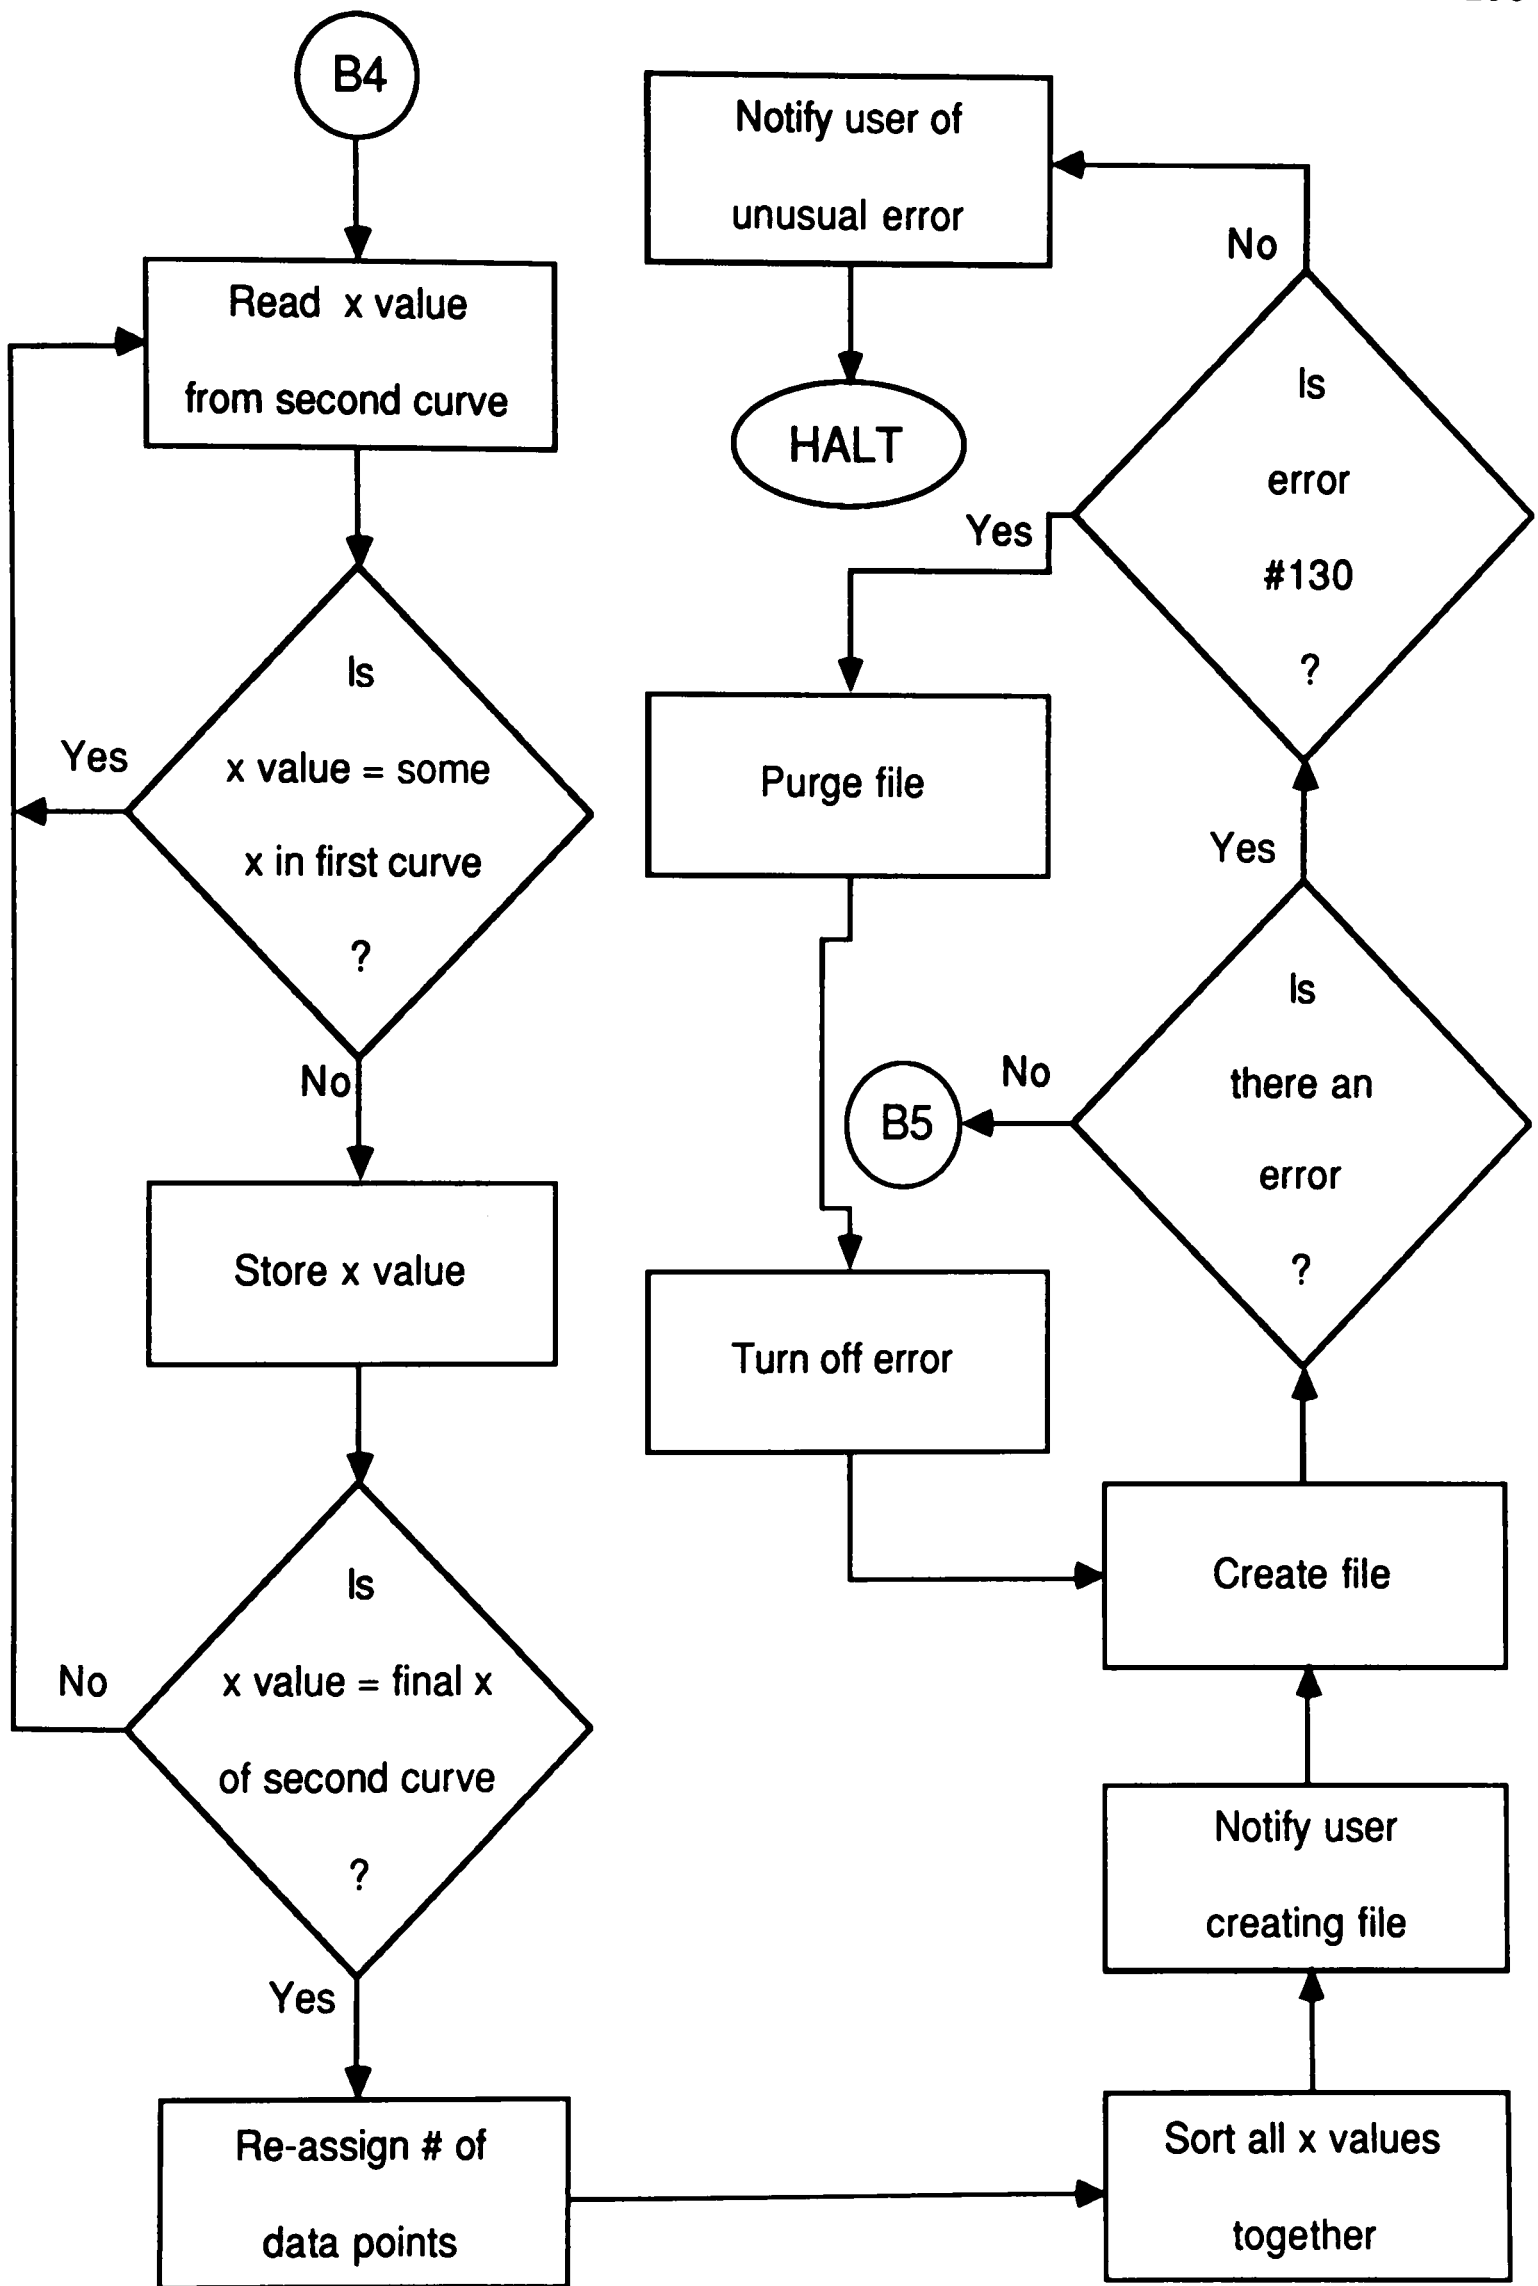 B4
Read x value
from second curve
Is
x value = some
x in first curve
?
Yes
No
Store x value
Is
x value = final x
of second curve
?
No
Yes
Re-assign # of
data points
Notify user of
unusual error
HALT
No
Is
error
#130
?
Yes
Purge file
Yes
Is
there an
error
?
No
B5
Turn off error
Create file
Notify user
creating file
Sort all x values
together